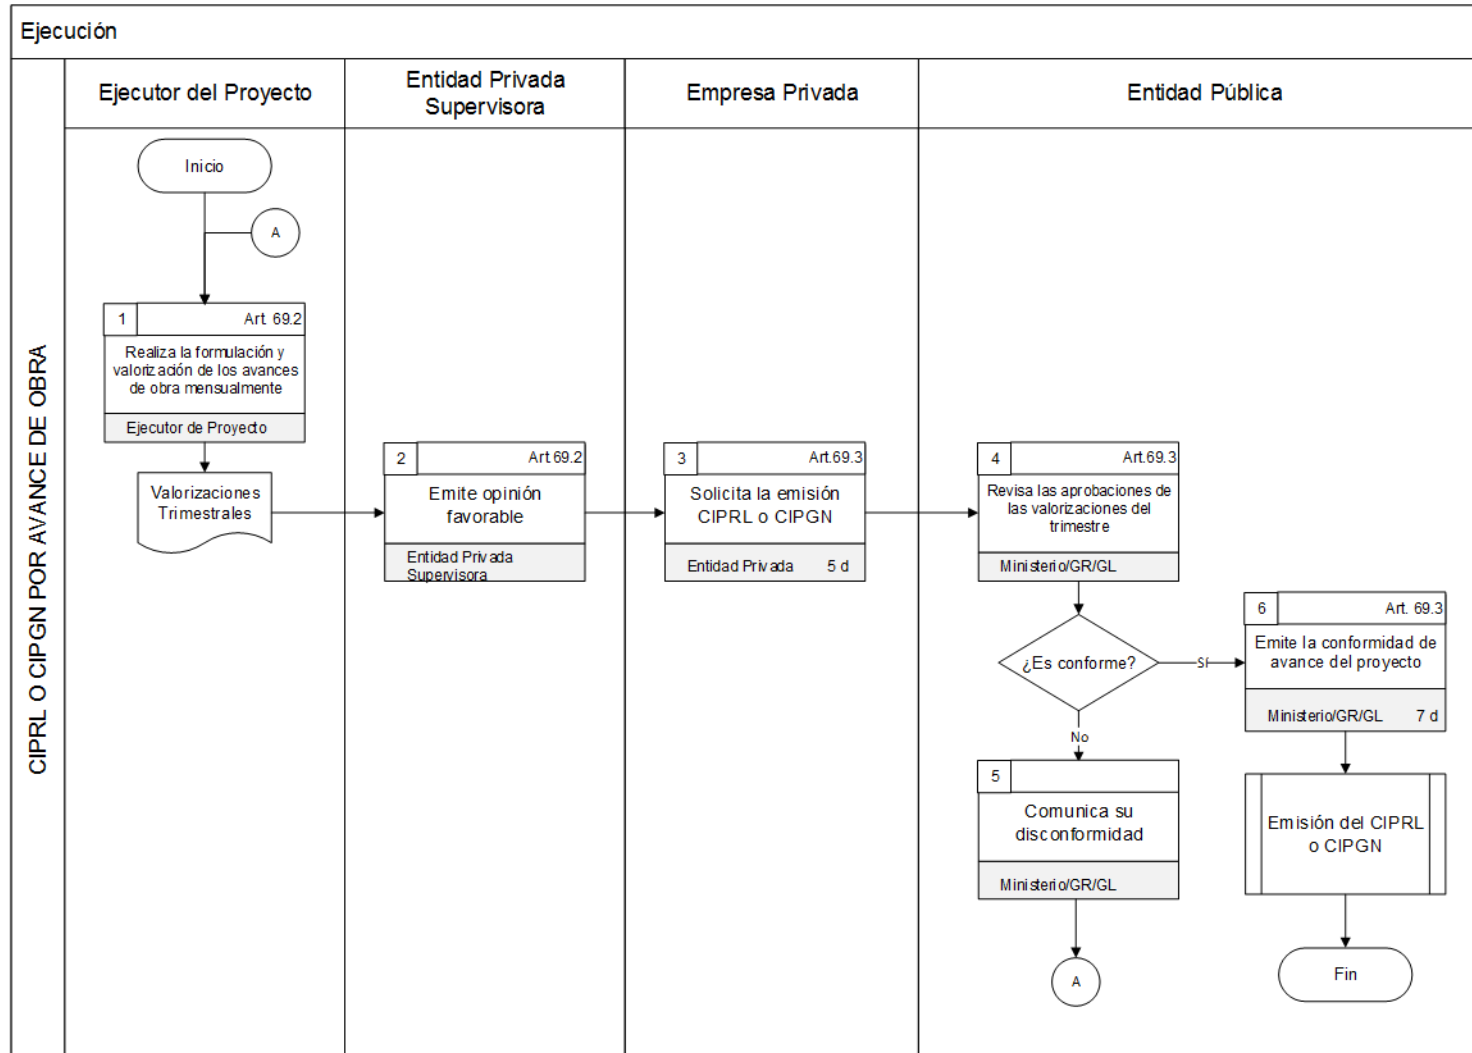 Ejecución
Ejecutor del Proyecto
Entidad Privada
Supervisora
Empresa Privada
Entidad Pública
CIPRL O CIPGN POR AVANCE DE OBRA
Inicio
A
1
Art. 69.2
Realiza la formulación y
valorización de los avances
de obra mensualmente
Ejecutor de Proyecto
Valorizaciones
Trimestrales
2
Art.69.2
Emite opinión
favorable
Entidad Privada
Supervisora
3
Art.69.3
Solicita la emisión
CIPRL o CIPGN
Entidad Privada 5 d
4
Art.69.3
Revisa las aprobaciones de
las valorizaciones del
trimestre
Ministerio/GR/GL
¿Es conforme?
Sí
No
5
Comunica su
disconformidad
Ministerio/GR/GL
A
6
Art. 69.3
Emite la conformidad de
avance del proyecto
Ministerio/GR/GL 7 d
Emisión del CIPRL
o CIPGN
Fin